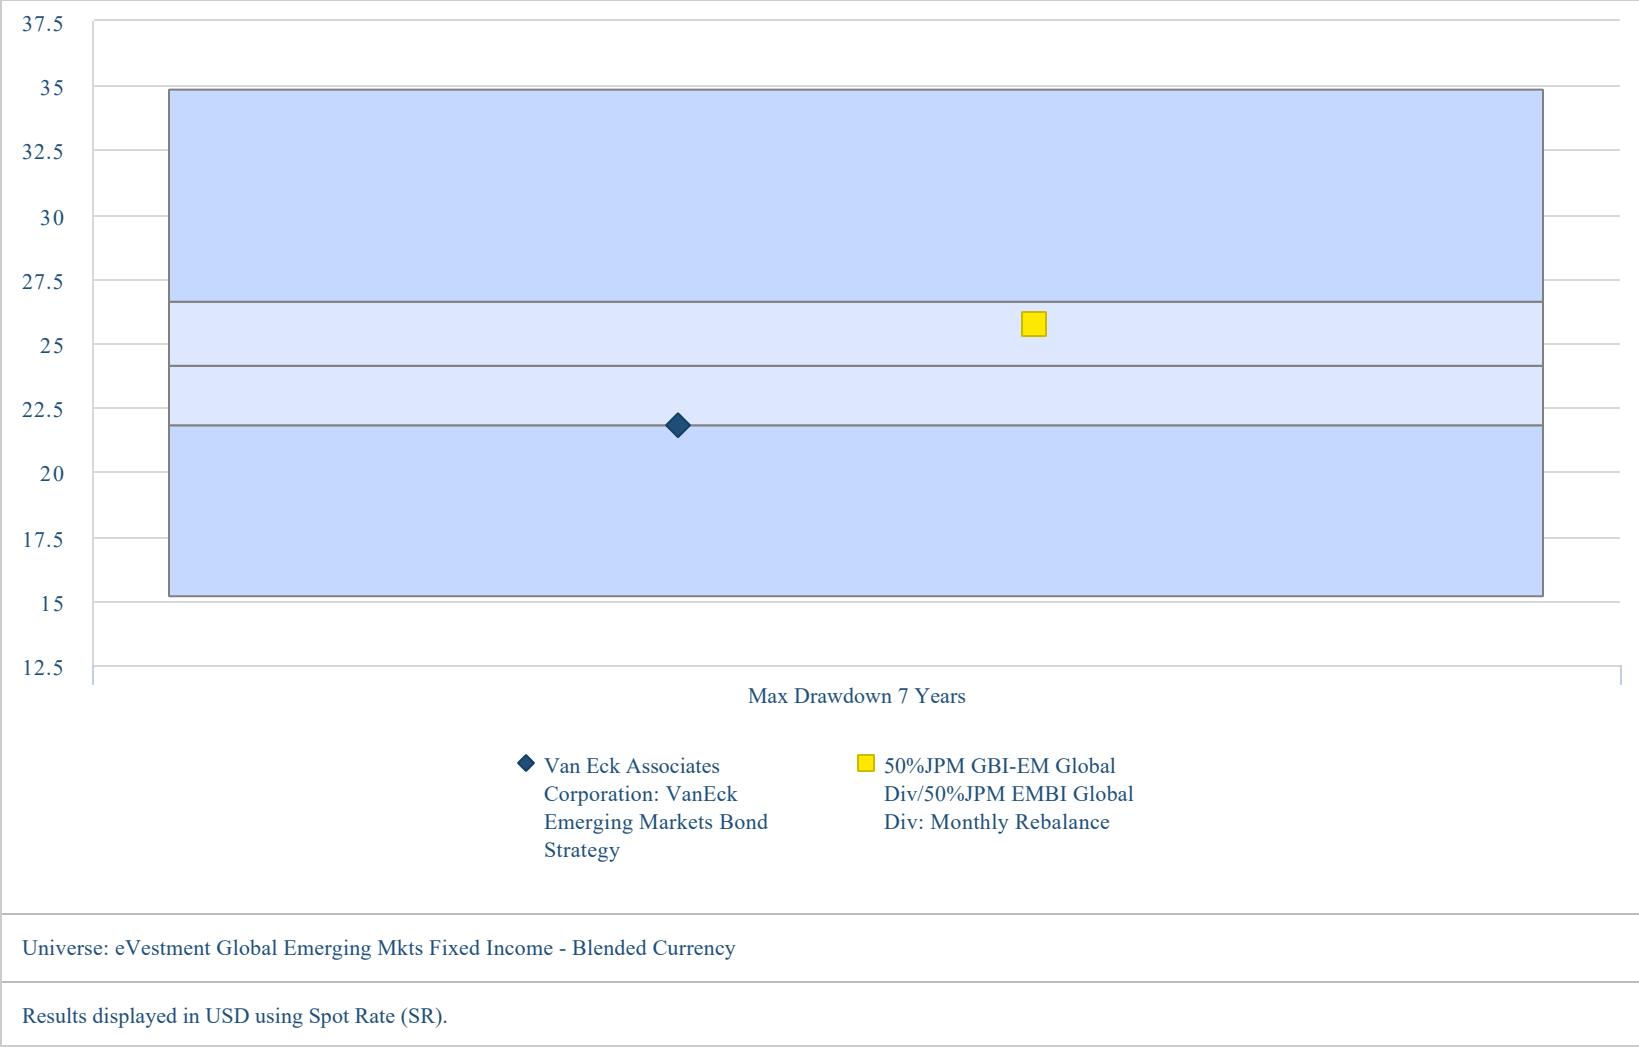 37.5
35
32.5
30
27.5
25
22.5
20
17.5
15
12.5
Max Drawdown 7 Years
Van Eck Associates
Corporation: VanEck
Emerging Markets Bond
Strategy
50%JPM GBI-EM Global
Div/50%JPM EMBI Global
Div: Monthly Rebalance
Universe: eVestment Global Emerging Mkts Fixed Income - Blended Currency
Results displayed in USD using Spot Rate (SR).